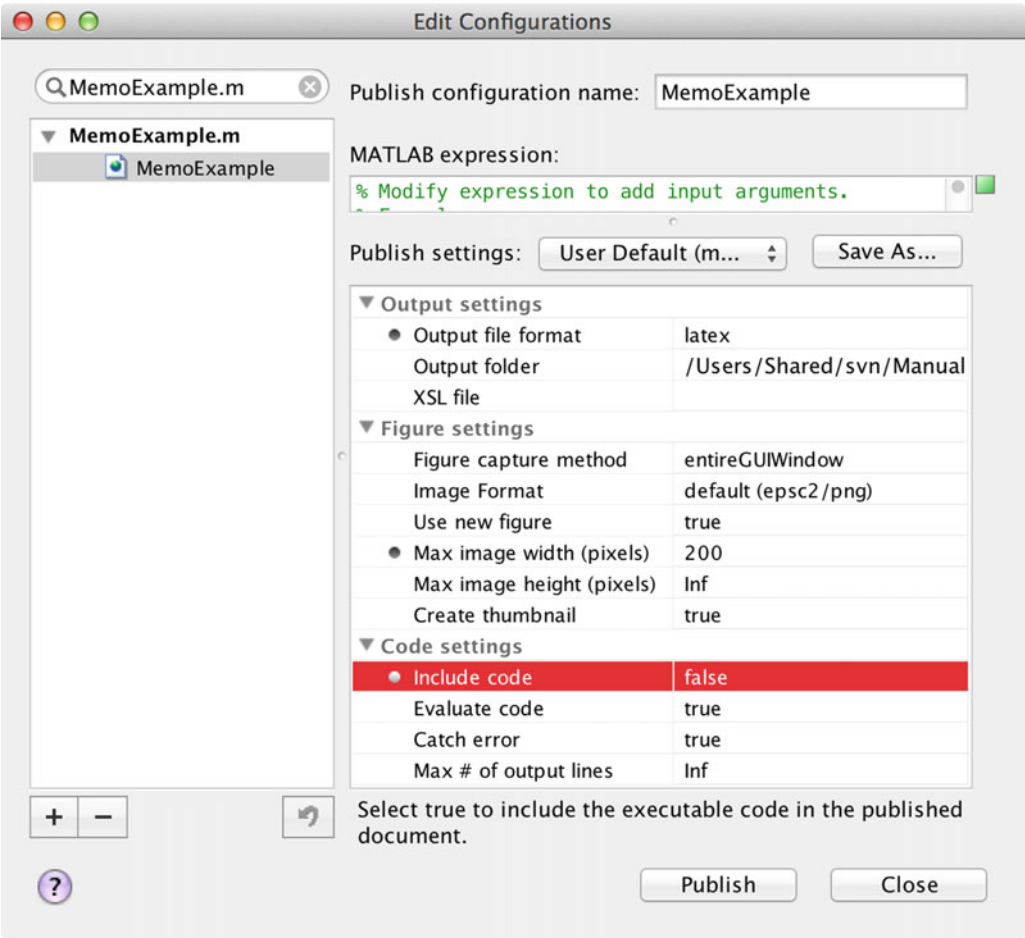 Edit Configurations
MemoExample.m
MemoExample.m
MemoExample
Publish configuration name: MemoExample
MATLAB expression:
% Modify expression to add input arguments.
Publish settings: User Default (m... Save As...
Output settings
Output file format latex
Output folder /Users/Shared/svn/Manual
XSL file
Figure settings
Figure capture method entireGUIWindow
Image Format default (epsc2/png)
Use new figure true
Max image width (pixels) 200
Max image height (pixels) Inf
Create thumbnail true
Code settings
Include code false
Evaluate code true
Catch error true
Max # of output lines Inf
+ −
Select true to include the executable code in the published
document.
?
Publish Close